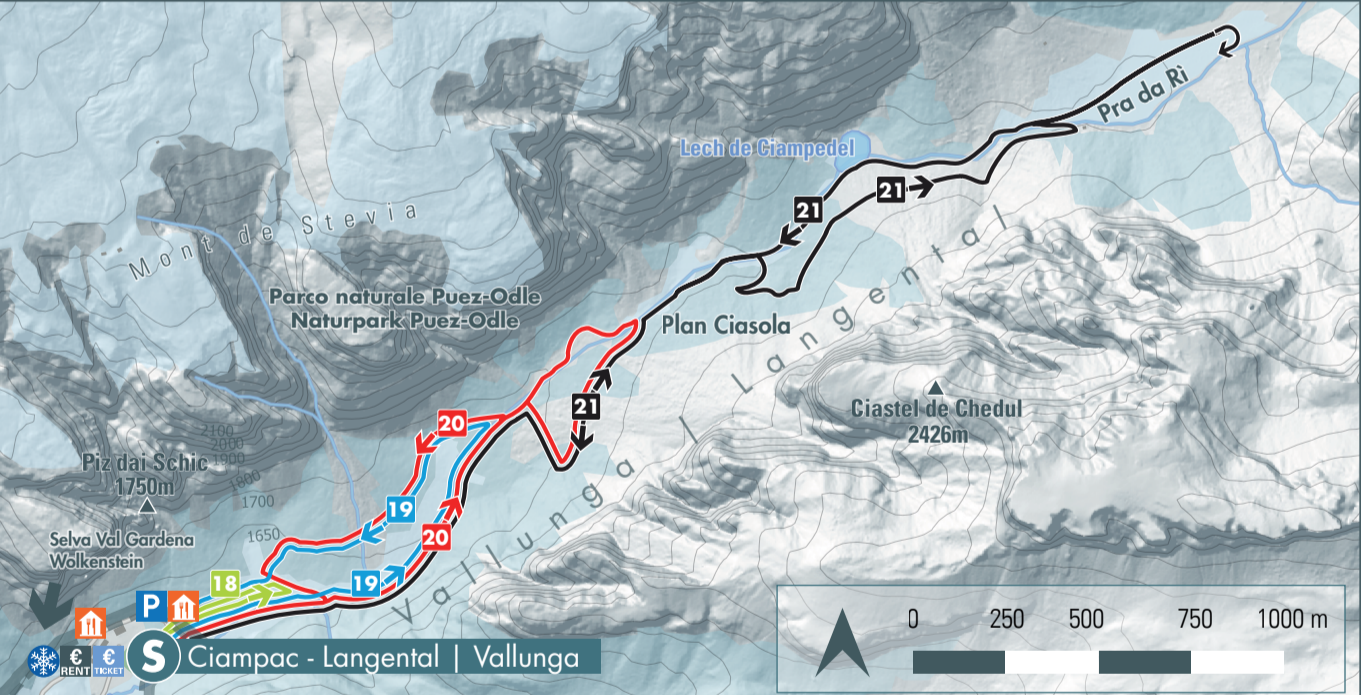 Pra da Rì
Lech de Ciampedel
21
21
Mont de Stevia
Parco naturale Puez-Odle
Naturpark Puez-Odle
Plan Ciasola
Vallunga | Langental
Ciastel de Chedul
2426m
21
20
2100
2000
1900
1800
1700
1650
Piz dai Schic
1750m
19
20
Selva Val Gardena
Wolkenstein
18
19
P
S
€
RENT
€
TICKET
Ciampac - Langental | Vallunga
0 250 500 750 1000 m